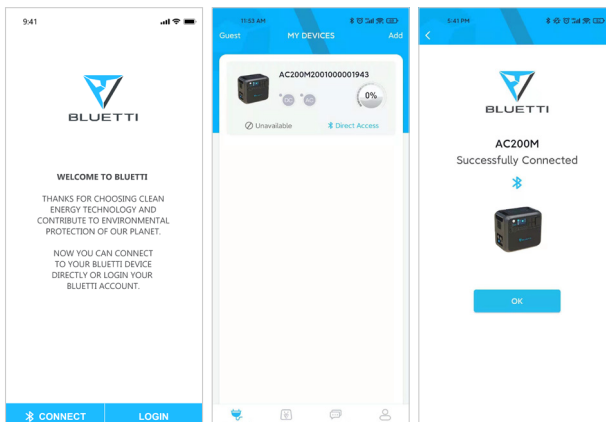 9:41
BLUETTI
WELCOME TO BLUETTI
THANKS FOR CHOOSING CLEAN
ENERGY TECHNOLOGY AND
CONTRIBUTE TO ENVIRONMENTAL
PROTECTION OF OUR PLANET.
NOW YOU CAN CONNECT
TO YOUR BLUETTI DEVICE
DIRECTLY OR LOGIN YOUR
BLUETTI ACCOUNT.
CONNECT
LOGIN
11:53 AM
Guest
MY DEVICES
Add
AC200M2001000001943
DC
AC
0%
Unavailable
Direct Access
5:41 PM
BLUETTI
AC200M
Successfully Connected
OK